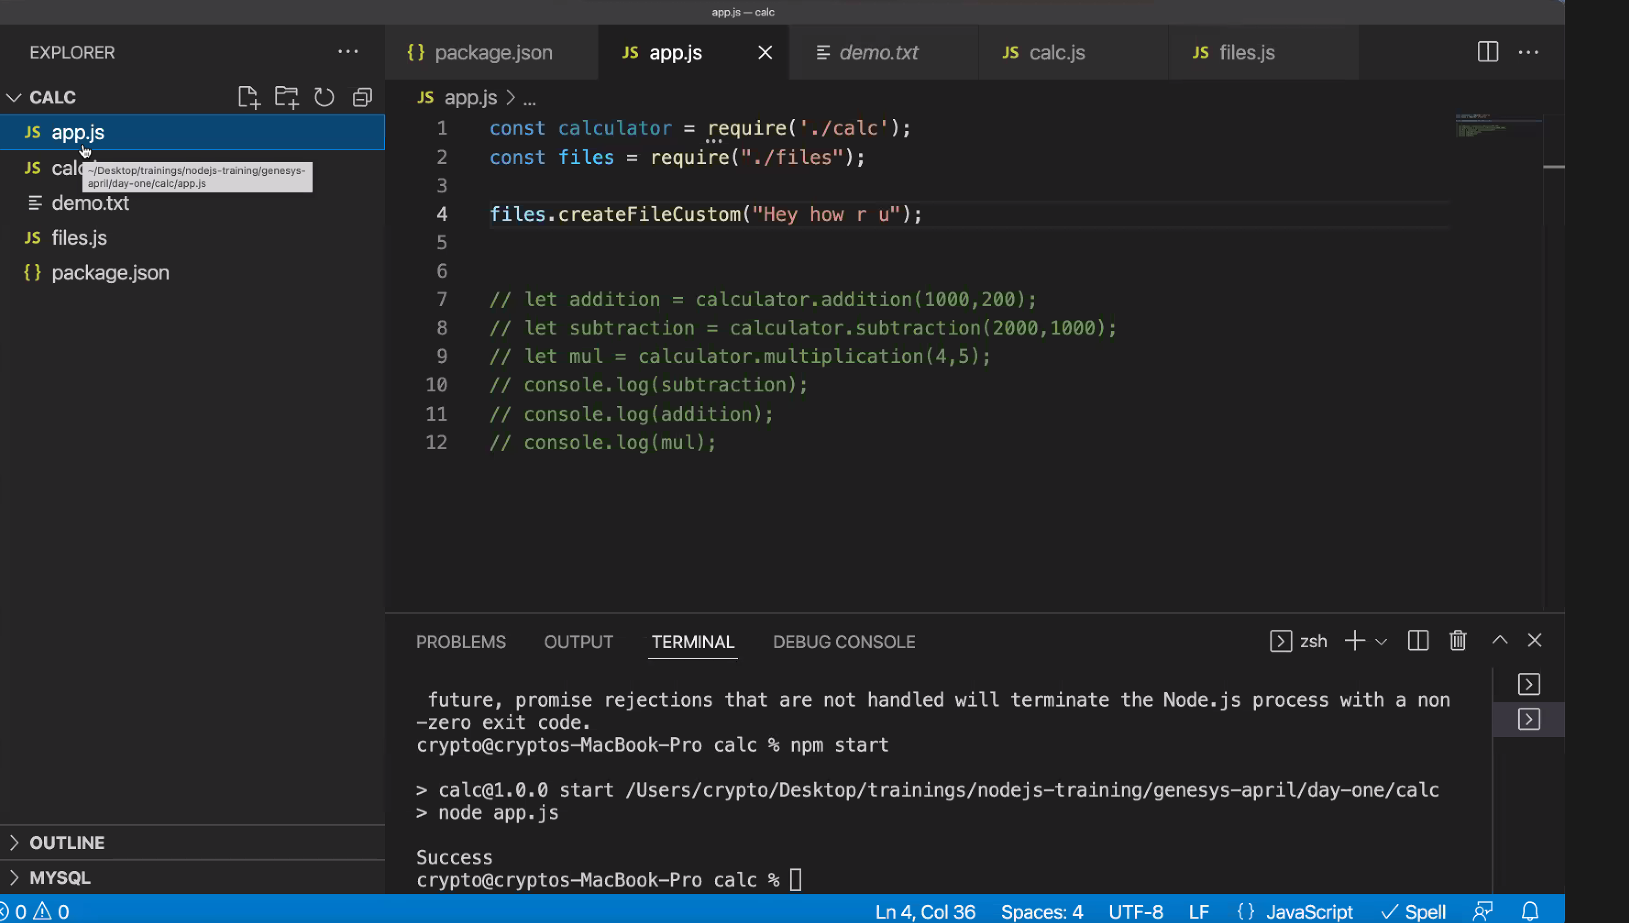 app.js — calc
EXPLORER
package.json
app.js
demo.txt
calc.js
files.js
CALC
app.js
calc
~/Desktop/trainings/nodejs-training/genesys-
april/day-one/calc/app.js
demo.txt
files.js
package.json
JS app.js > ...
1 const calculator = require('./calc');
2 const files = require("./files");
3
4 files.createFileCustom("Hey how r u");
5
6
7 // let addition = calculator.addition(1000,200);
8 // let subtraction = calculator.subtraction(2000,1000);
9 // let mul = calculator.multiplication(4,5);
10 // console.log(subtraction);
11 // console.log(addition);
12 // console.log(mul);
PROBLEMS OUTPUT TERMINAL DEBUG CONSOLE
zsh
future, promise rejections that are not handled will terminate the Node.js process with a non
-zero exit code.
crypto@cryptos-MacBook-Pro calc % npm start
> calc@1.0.0 start /Users/crypto/Desktop/trainings/nodejs-training/genesys-april/day-one/calc
> node app.js
Success
crypto@cryptos-MacBook-Pro calc %
OUTLINE
MYSQL
0 0
Ln 4, Col 36 Spaces: 4 UTF-8 LF {} JavaScript Spell